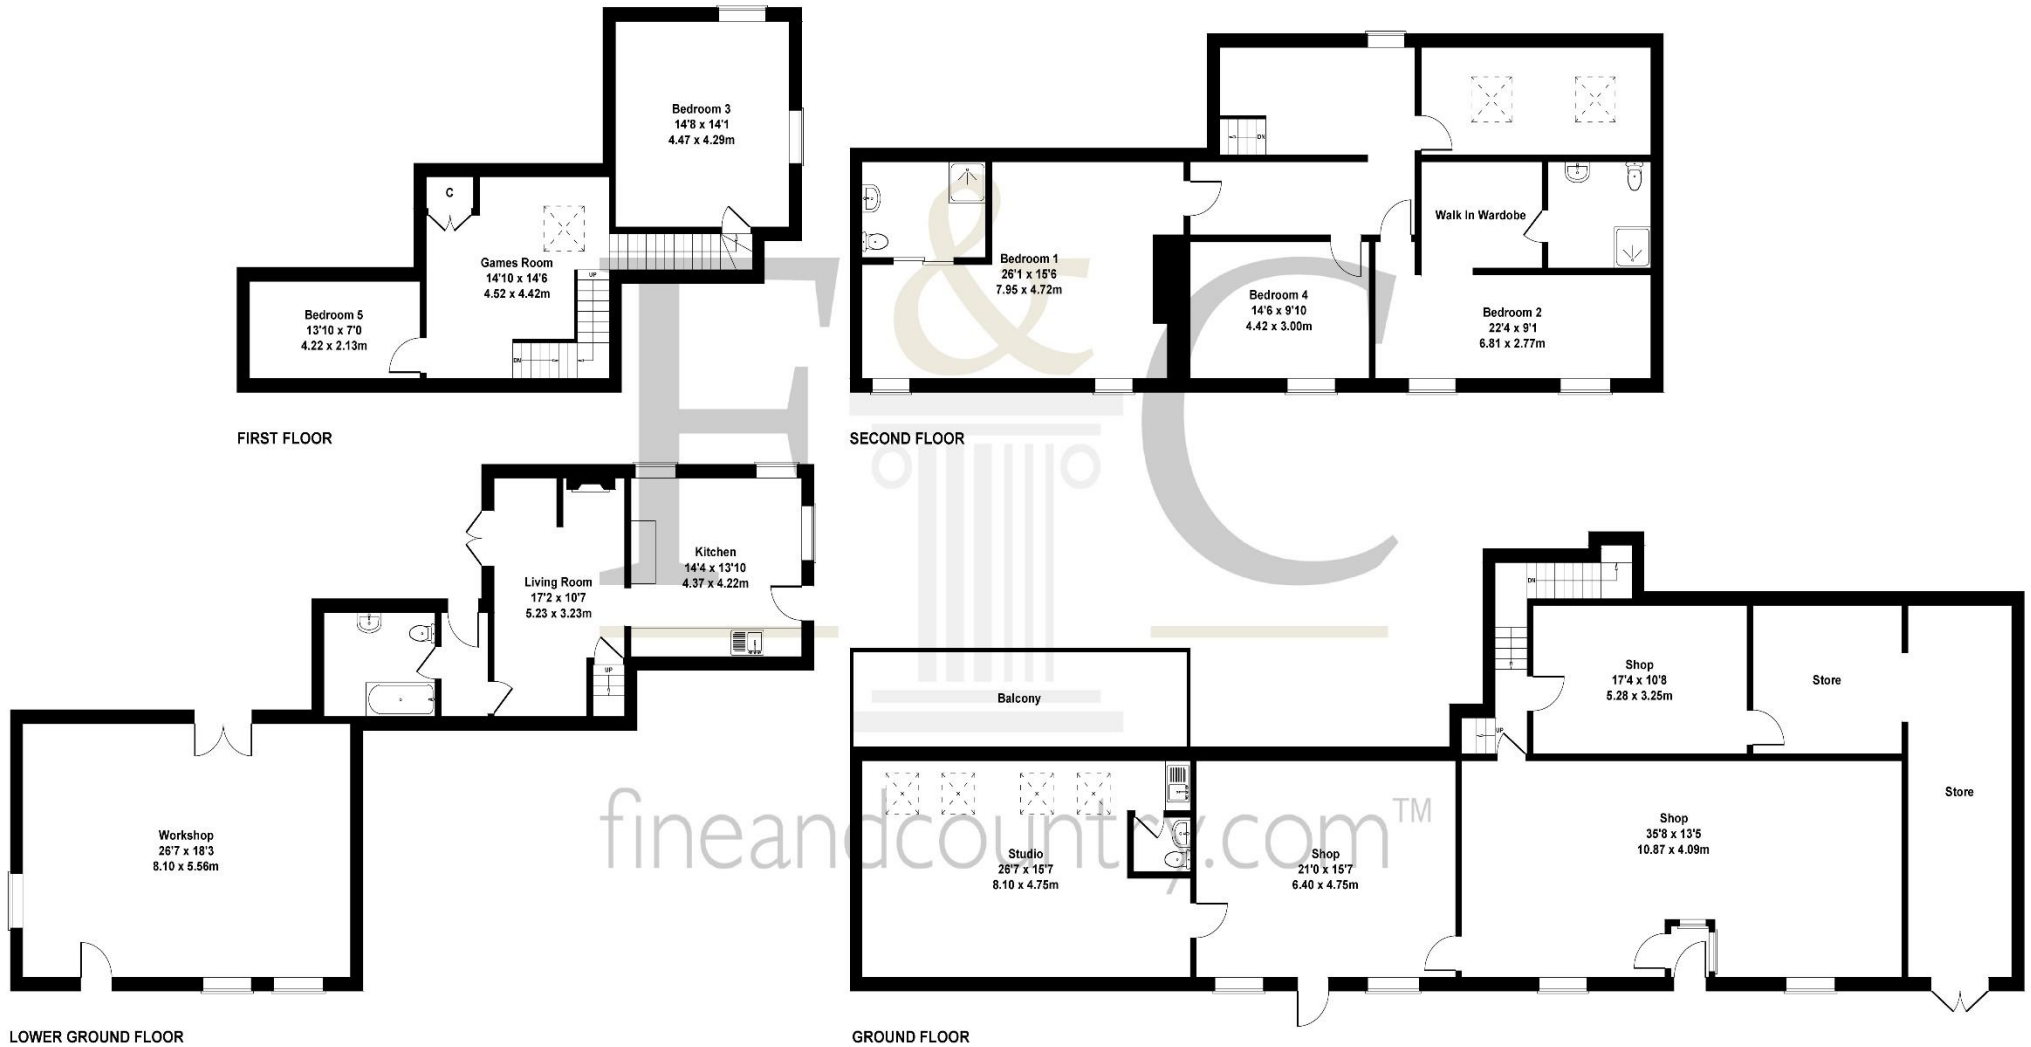 Bedroom 3
14'8 x 14'1
4.47 x 4.29m
C
Games Room
14'10 x 14'6
4.52 x 4.42m
UP
DN
Bedroom 5
13'10 x 7'0
4.22 x 2.13m
FIRST FLOOR
DN
Walk In Wardobe
Bedroom 1
26'1 x 15'6
7.95 x 4.72m
Bedroom 4
14'6 x 9'10
4.42 x 3.00m
Bedroom 2
22'4 x 9'1
6.81 x 2.77m
SECOND FLOOR
F&C
Kitchen
14'4 x 13'10
4.37 x 4.22m
Living Room
17'2 x 10'7
5.23 x 3.23m
UP
Workshop
26'7 x 18'3
8.10 x 5.56m
LOWER GROUND FLOOR
Balcony
DN
Shop
17'4 x 10'8
5.28 x 3.25m
Store
UP
Store
Studio
26'7 x 15'7
8.10 x 4.75m
Shop
21'0 x 15'7
6.40 x 4.75m
Shop
35'8 x 13'5
10.87 x 4.09m
fineandcountry.com™
GROUND FLOOR